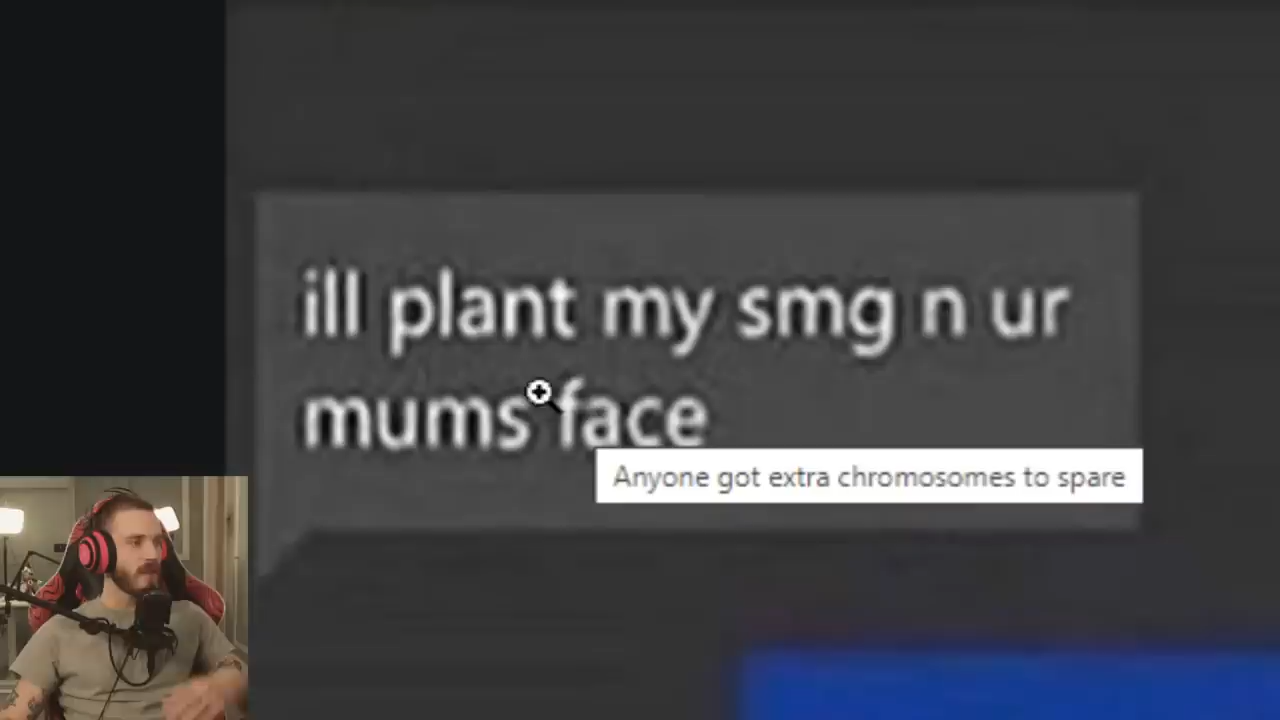 ill plant my smg n ur
mums face
Anyone got extra chromosomes to spare